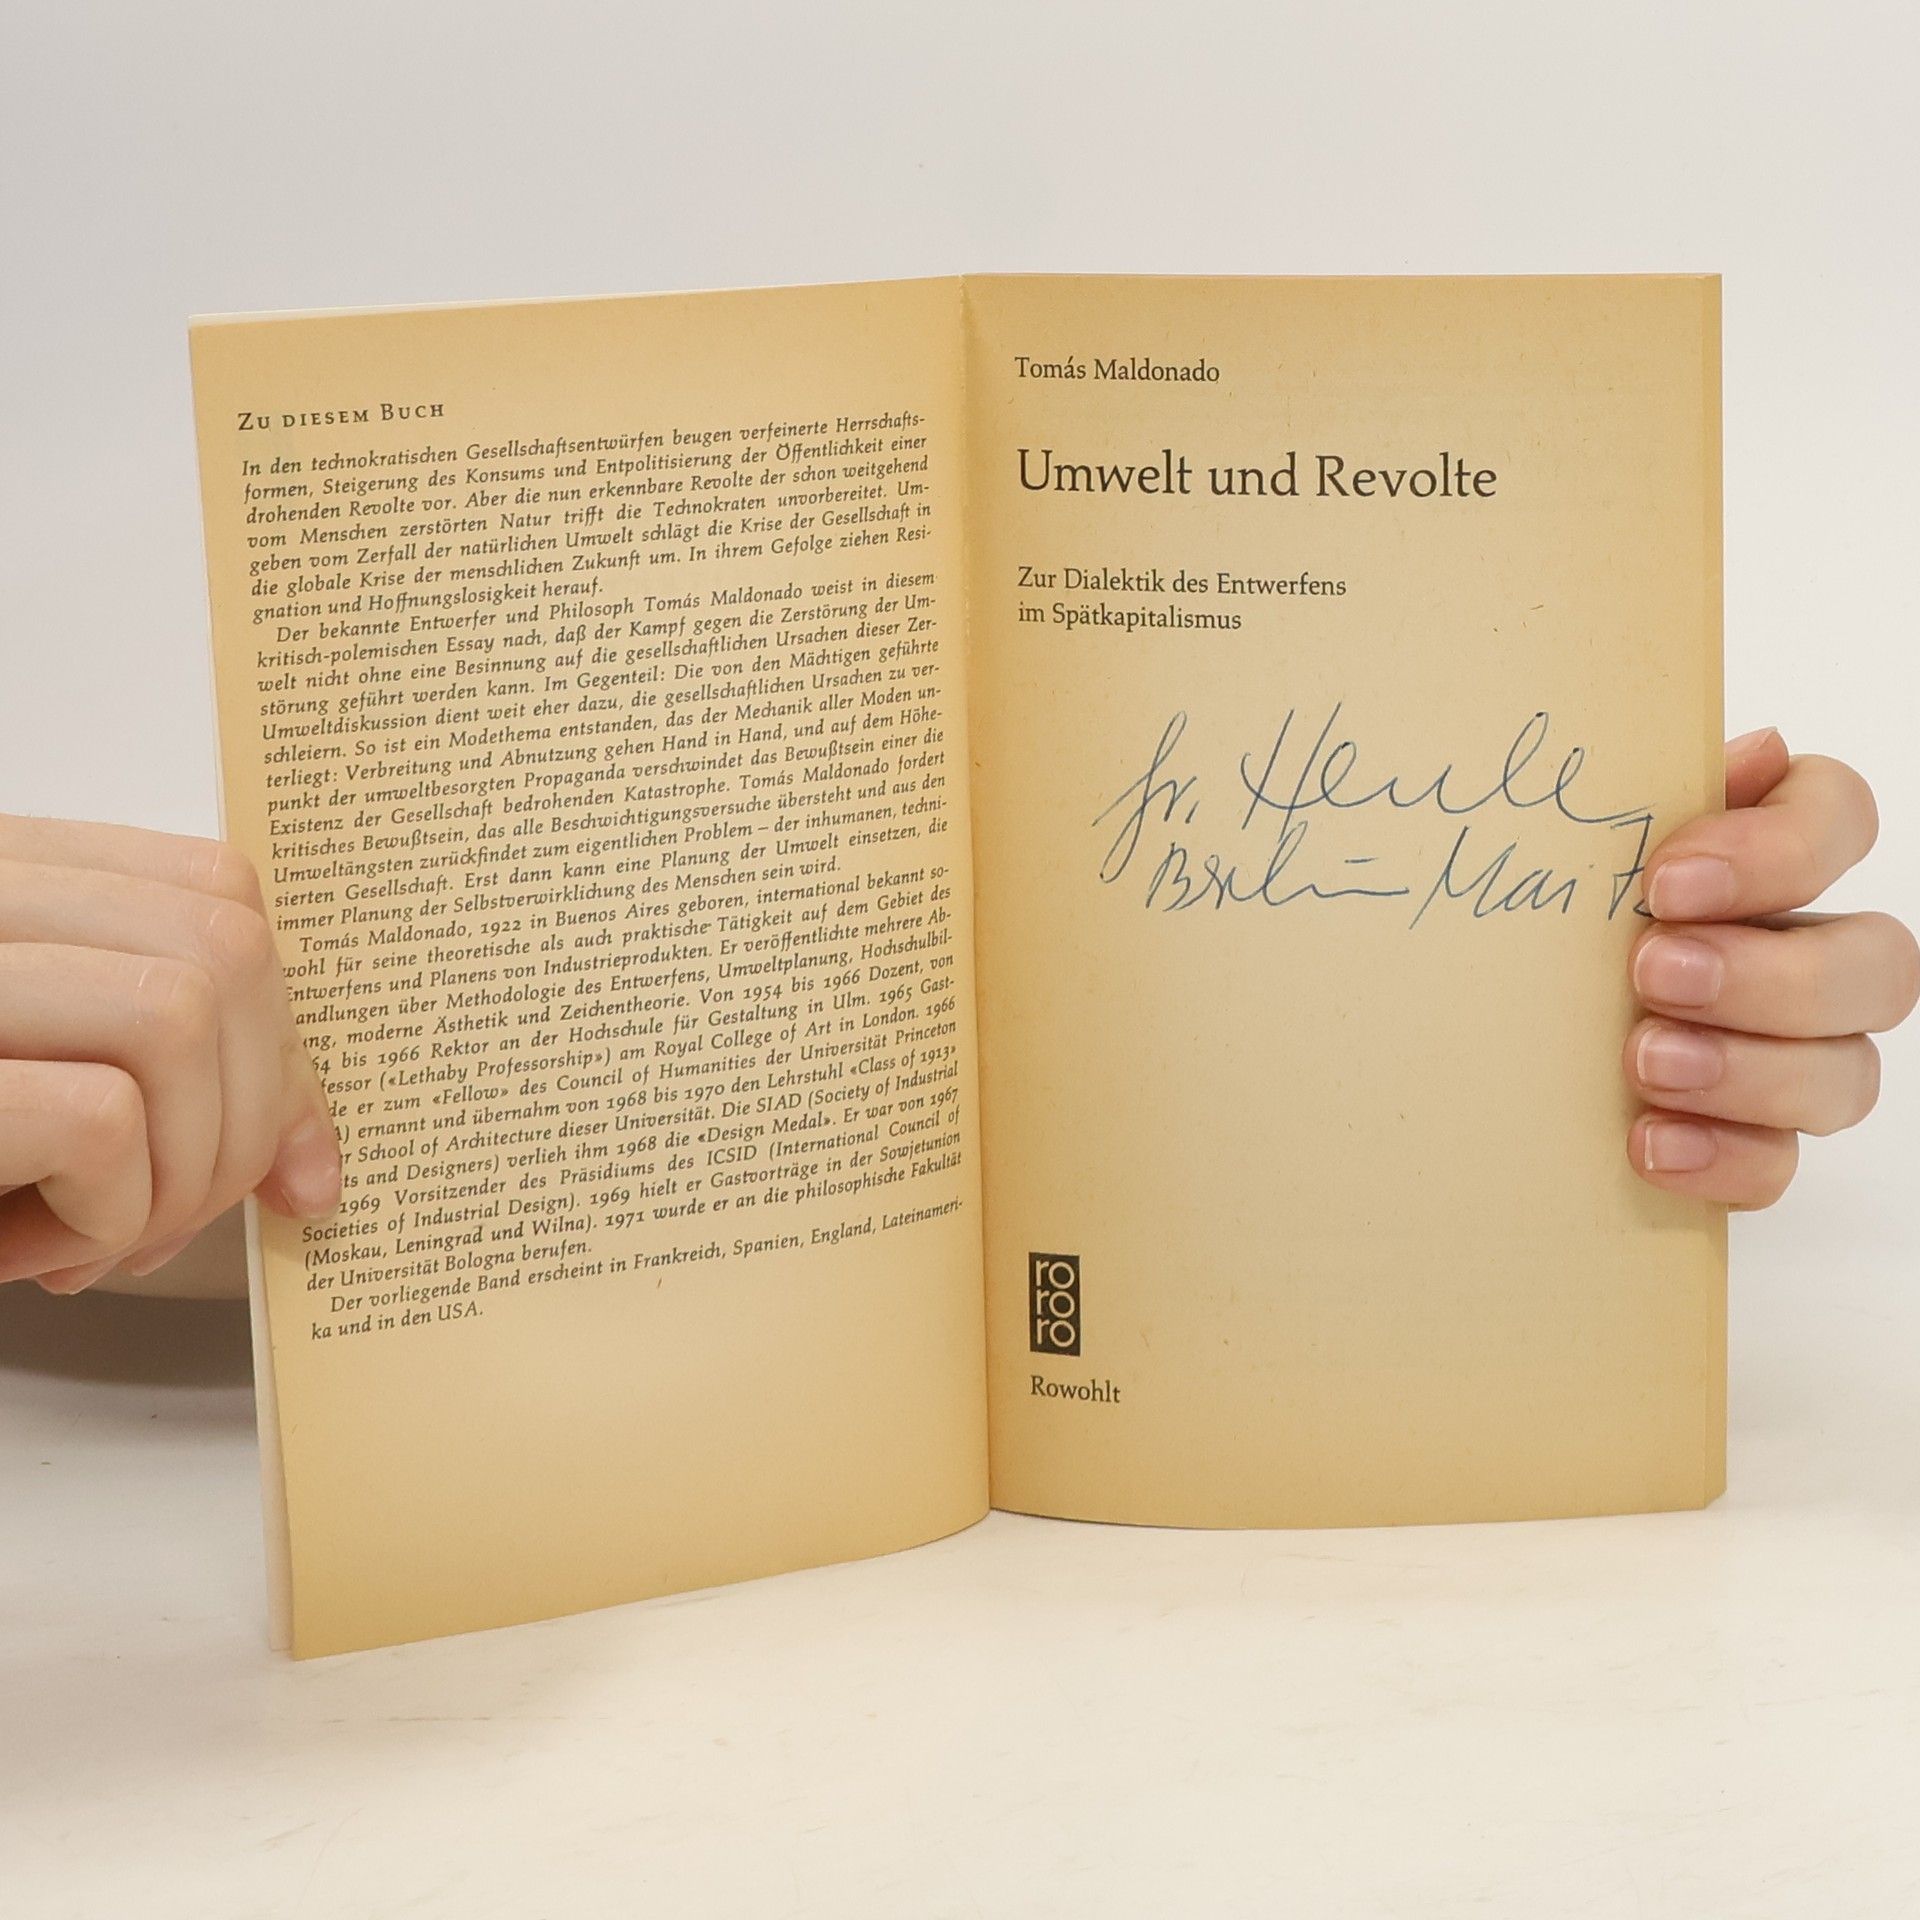 ZU DIESEM BUCH
In den technokratischen Gesellschaftsentwürfen beugen verfeinerte Herrschafts-
formen, Steigerung des Konsums und Entpolitisierung der Öffentlichkeit einer
drohenden Revolte vor. Aber die nun erkennbare Revolte der schon weitgehend
vom Menschen zerstörten Natur trifft die Technokraten unvorbereitet. Um-
geben vom Zerfall der natürlichen Umwelt schlägt die Krise der Gesellschaft in
die globale Krise der menschlichen Zukunft um. In ihrem Gefolge ziehen Resi-
gnation und Hoffnungslosigkeit herauf.
Der bekannte Entwerfer und Philosoph Tomás Maldonado weist in diesem
kritisch-polemischen Essay nach, daß der Kampf gegen die Zerstörung der Um-
welt nicht ohne eine Besinnung auf die gesellschaftlichen Ursachen dieser Zer-
störung geführt werden kann. Im Gegenteil: Die von den Mächtigen geführte
Umweltdiskussion dient weit eher dazu, die gesellschaftlichen Ursachen zu ver-
schleiern. So ist ein Modethema entstanden, das der Mechanik aller Moden un-
terliegt: Verbreitung und Abnutzung gehen Hand in Hand, und auf dem Höhe-
punkt der umweltbesorgten Propaganda verschwindet das Bewußtsein einer die
Existenz der Gesellschaft bedrohenden Katastrophe. Tomás Maldonado fordert
kritisches Bewußtsein, das alle Beschwichtigungsversuche übersteht und aus den
Umweltängsten zurückfindet zum eigentlichen Problem – der inhumanen, techni-
sierten Gesellschaft. Erst dann kann eine Planung der Umwelt einsetzen, die
immer Planung der Selbstverwirklichung des Menschen sein wird.
Tomás Maldonado, 1922 in Buenos Aires geboren, international bekannt so-
wohl für seine theoretische als auch praktische Tätigkeit auf dem Gebiet des
Entwerfens und Planens von Industrieprodukten. Er veröffentlichte mehrere Ab-
andlungen über Methodologie des Entwerfens, Umweltplanung, Hochschulbil-
ung, moderne Ästhetik und Zeichentheorie. Von 1954 bis 1966 Dozent, von
64 bis 1966 Rektor an der Hochschule für Gestaltung in Ulm. 1965 Gast-
fessor («Lethaby Professorship») am Royal College of Art in London. 1966
de er zum «Fellow» des Council of Humanities der Universität Princeton
A) ernannt und übernahm von 1968 bis 1970 den Lehrstuhl «Class of 1913»
r School of Architecture dieser Universität. Die SIAD (Society of Industrial
ts and Designers) verlieh ihm 1968 die «Design Medal». Er war von 1967
1969 Vorsitzender des Präsidiums des ICSID (International Council of
Societies of Industrial Design). 1969 hielt er Gastvorträge in der Sowjetunion
(Moskau, Leningrad und Wilna). 1971 wurde er an die philosophische Fakultät
der Universität Bologna berufen.
Der vorliegende Band erscheint in Frankreich, Spanien, England, Lateinameri-
ka und in den USA.
Tomás Maldonado
Umwelt und Revolte
Zur Dialektik des Entwerfens
im Spätkapitalismus
fr. Henle
Berlin Mai 7
ro
ro
ro
Rowohlt